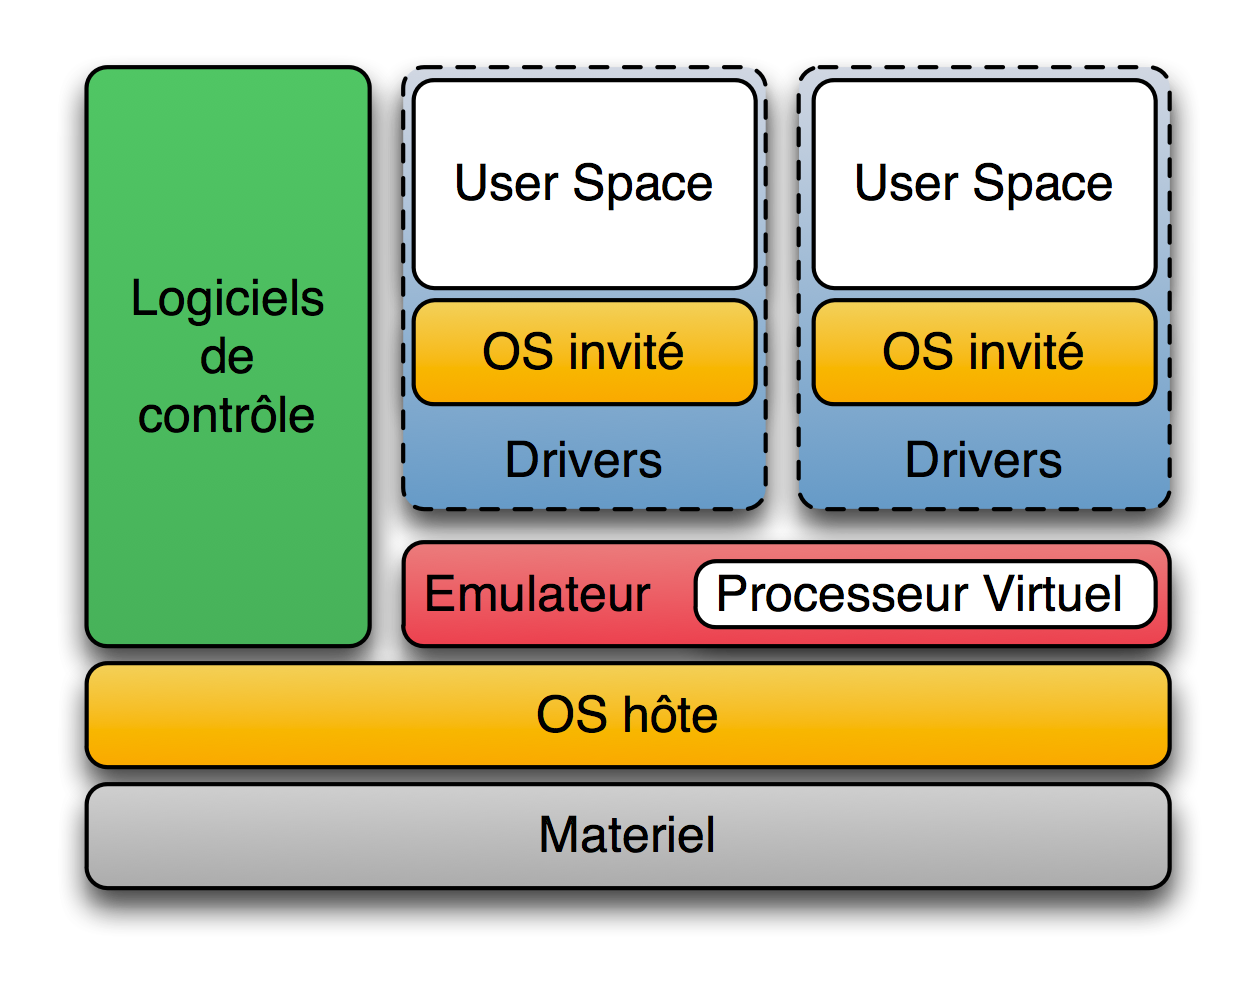 Logiciels
de
contrôle
User Space
OS invité
Drivers
User Space
OS invité
Drivers
Emulateur
Processeur Virtuel
OS hôte
Materiel